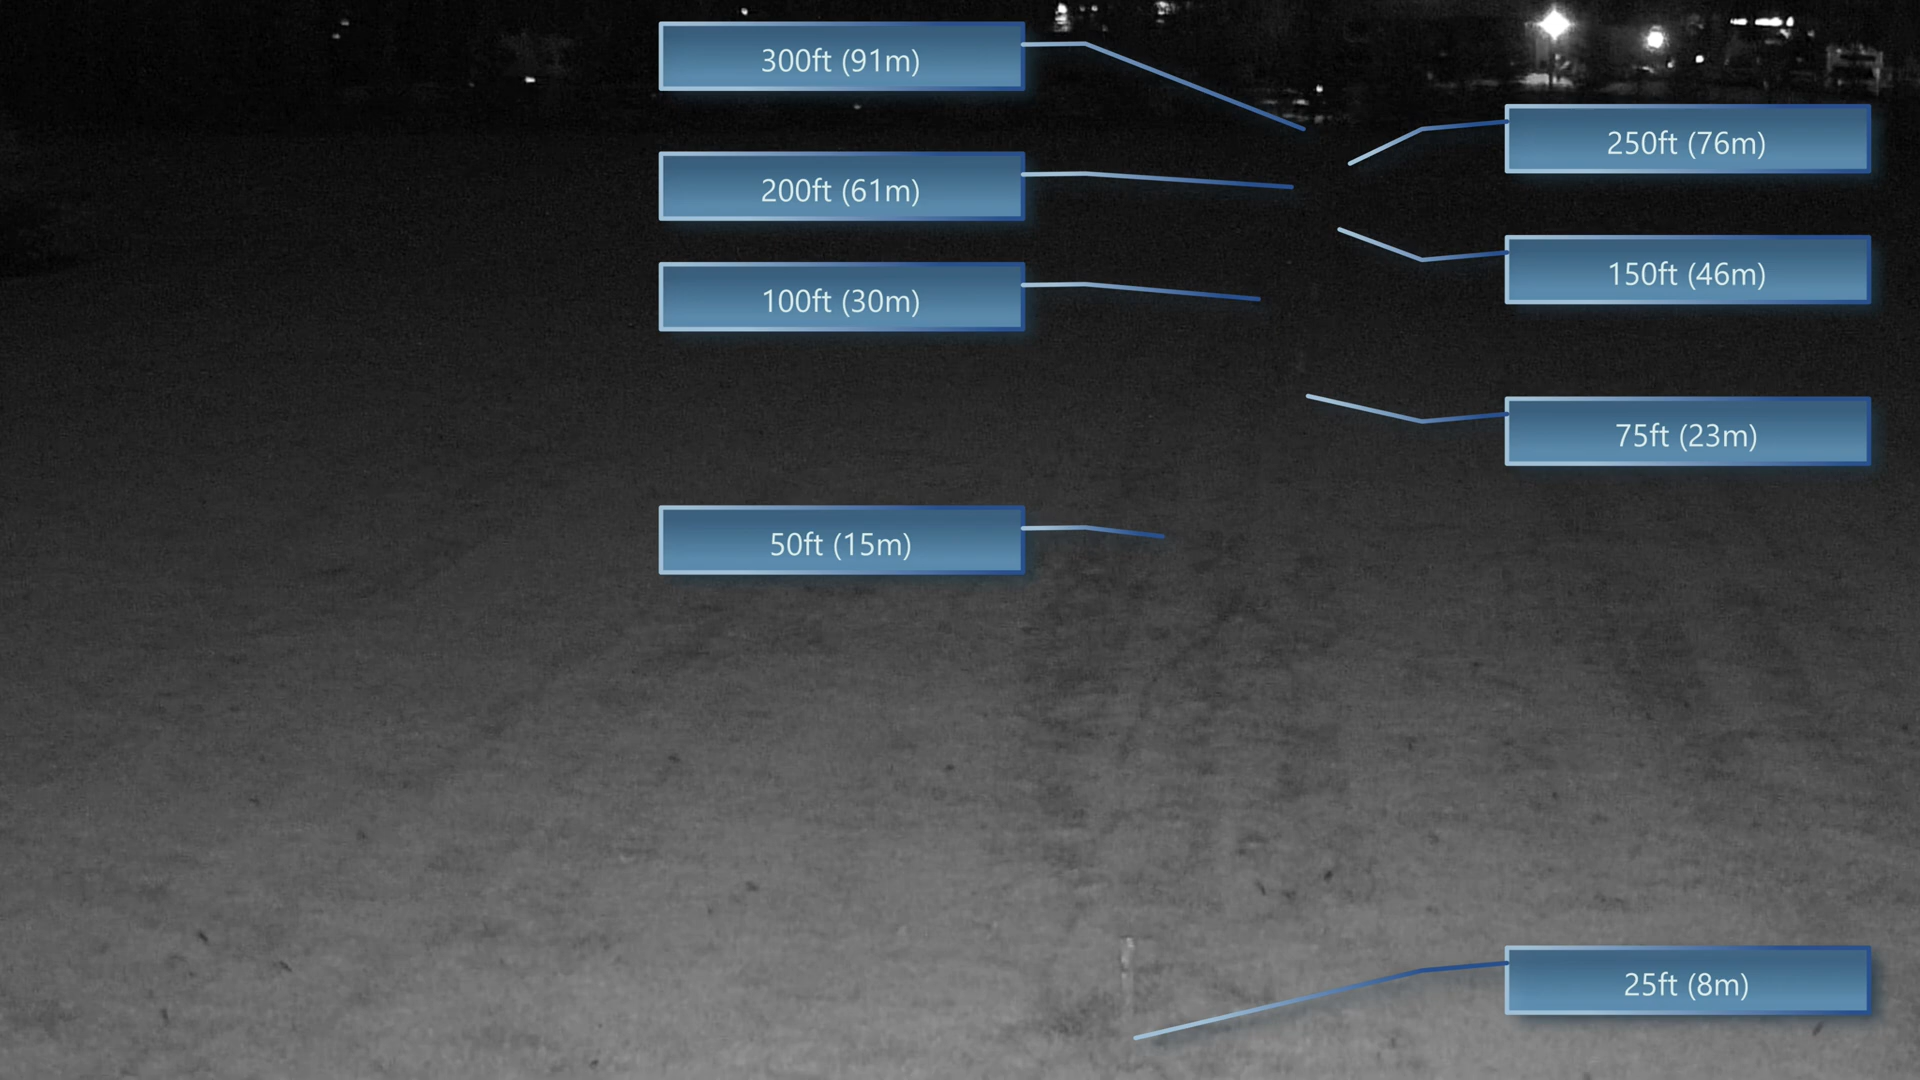 300ft (91m)
250ft (76m)
200ft (61m)
150ft (46m)
100ft (30m)
75ft (23m)
50ft (15m)
25ft (8m)